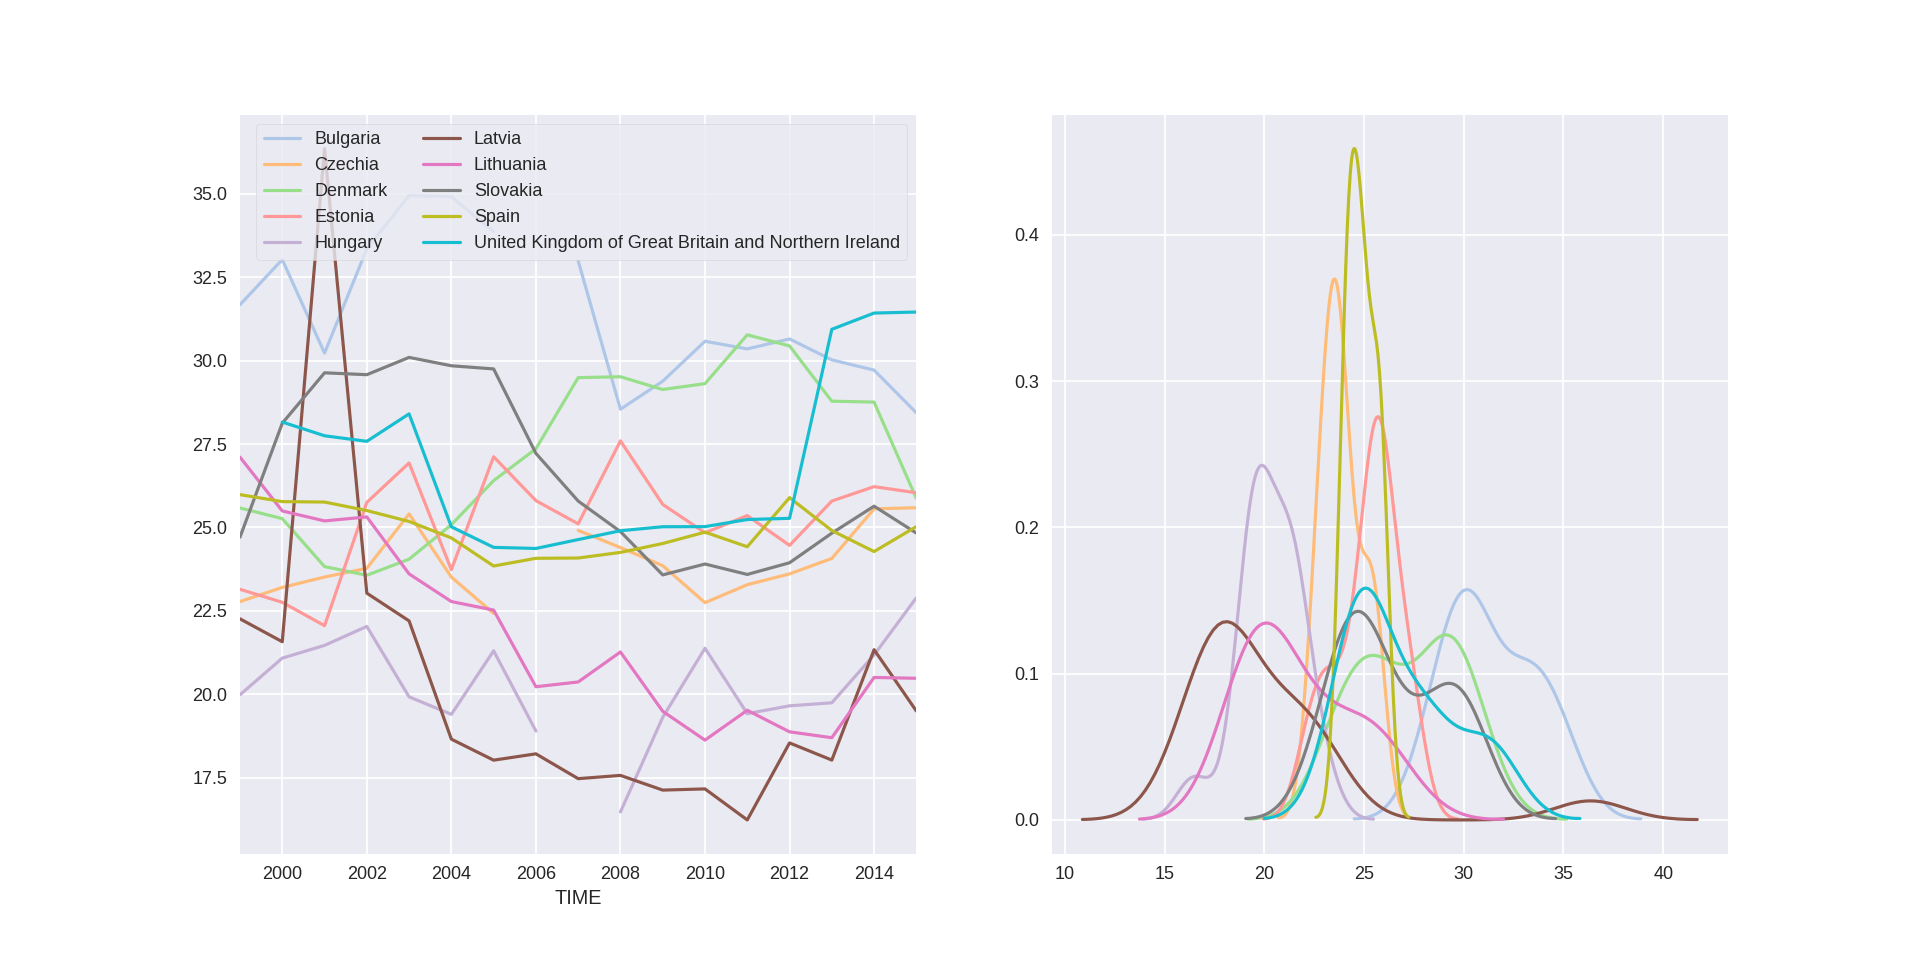 Bulgaria
Czechia
Denmark
Estonia
Hungary
Latvia
Lithuania
Slovakia
Spain
United Kingdom of Great Britain and Northern Ireland
35.0
32.5
30.0
27.5
25.0
22.5
20.0
17.5
2000 2002 2004 2006 2008 2010 2012 2014
TIME
0.4
0.3
0.2
0.1
0.0
10 15 20 25 30 35 40